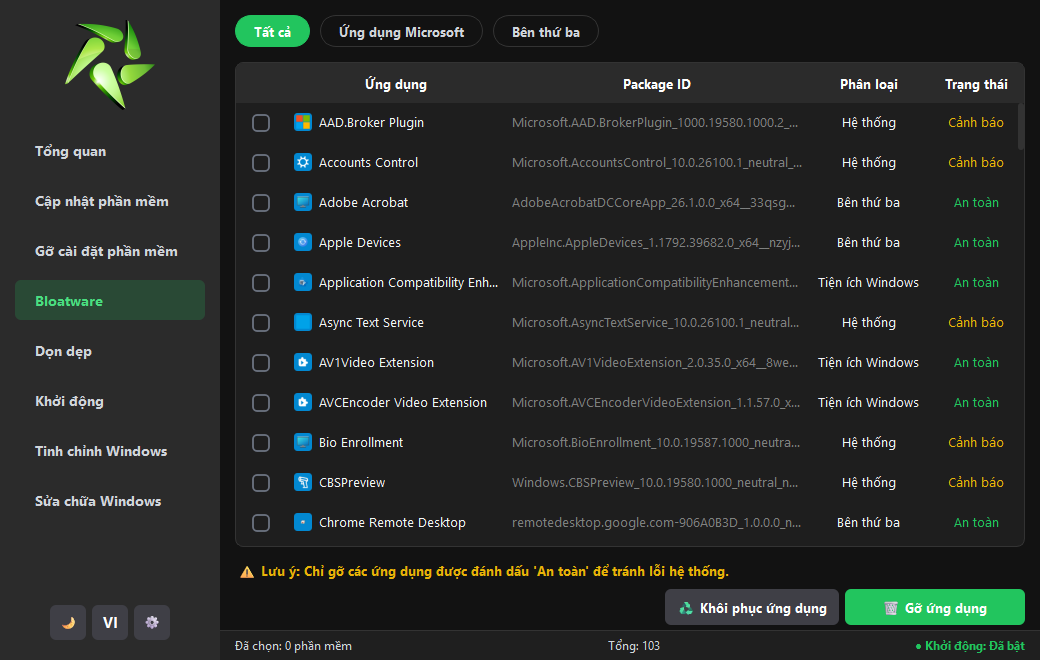 Tất cả
Ứng dụng Microsoft
Bên thứ ba
Tổng quan
Cập nhật phần mềm
Gỡ cài đặt phần mềm
Bloatware
Dọn dẹp
Khởi động
Tinh chỉnh Windows
Sửa chữa Windows
VI
Ứng dụng Package ID Phân loại Trạng thái
AAD.Broker Plugin Microsoft.AAD.BrokerPlugin_1000.19580.1000.2_... Hệ thống Cảnh báo
Accounts Control Microsoft.AccountsControl_10.0.26100.1_neutral_... Hệ thống Cảnh báo
Adobe Acrobat AdobeAcrobatDCCoreApp_26.1.0.0_x64__33qsg... Bên thứ ba An toàn
Apple Devices AppleInc.AppleDevices_1.1792.39682.0_x64__nzyj... Bên thứ ba An toàn
Application Compatibility Enh... Microsoft.ApplicationCompatibilityEnhancement... Tiện ích Windows An toàn
Async Text Service Microsoft.AsyncTextService_10.0.26100.1_neutral... Hệ thống Cảnh báo
AV1Video Extension Microsoft.AV1VideoExtension_2.0.35.0_x64__8we... Tiện ích Windows An toàn
AVCEncoder Video Extension Microsoft.AVCEncoderVideoExtension_1.1.57.0_x... Tiện ích Windows An toàn
Bio Enrollment Microsoft.BioEnrollment_10.0.19587.1000_neutra... Hệ thống Cảnh báo
CBSPreview Windows.CBSPreview_10.0.19580.1000_neutral_n... Hệ thống Cảnh báo
Chrome Remote Desktop remotedesktop.google.com-906A0B3D_1.0.0.0_n... Bên thứ ba An toàn
Lưu ý: Chỉ gỡ các ứng dụng được đánh dấu 'An toàn' để tránh lỗi hệ thống.
Khôi phục ứng dụng
Gỡ ứng dụng
Đã chọn: 0 phần mềm
Tổng: 103
● Khởi động: Đã bật